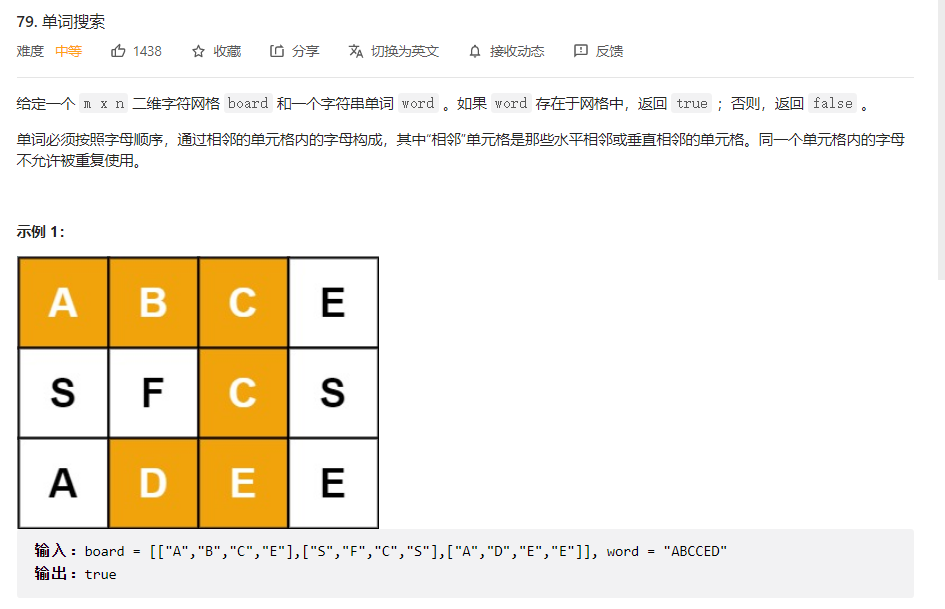 79. 单词搜索
难度 中等 1438 收藏 分享 切换为英文 接收动态 反馈
给定一个 m x n 二维字符网格 board 和一个字符串单词 word 。如果 word 存在于网格中，返回 true ；否则，返回 false 。
单词必须按照字母顺序，通过相邻的单元格内的字母构成，其中“相邻”单元格是那些水平相邻或垂直相邻的单元格。同一个单元格内的字母
不允许被重复使用。
示例 1：
A B C E
S F C S
A D E E
输入：board = [["A","B","C","E"],["S","F","C","S"],["A","D","E","E"]], word = "ABCCED"
输出：true